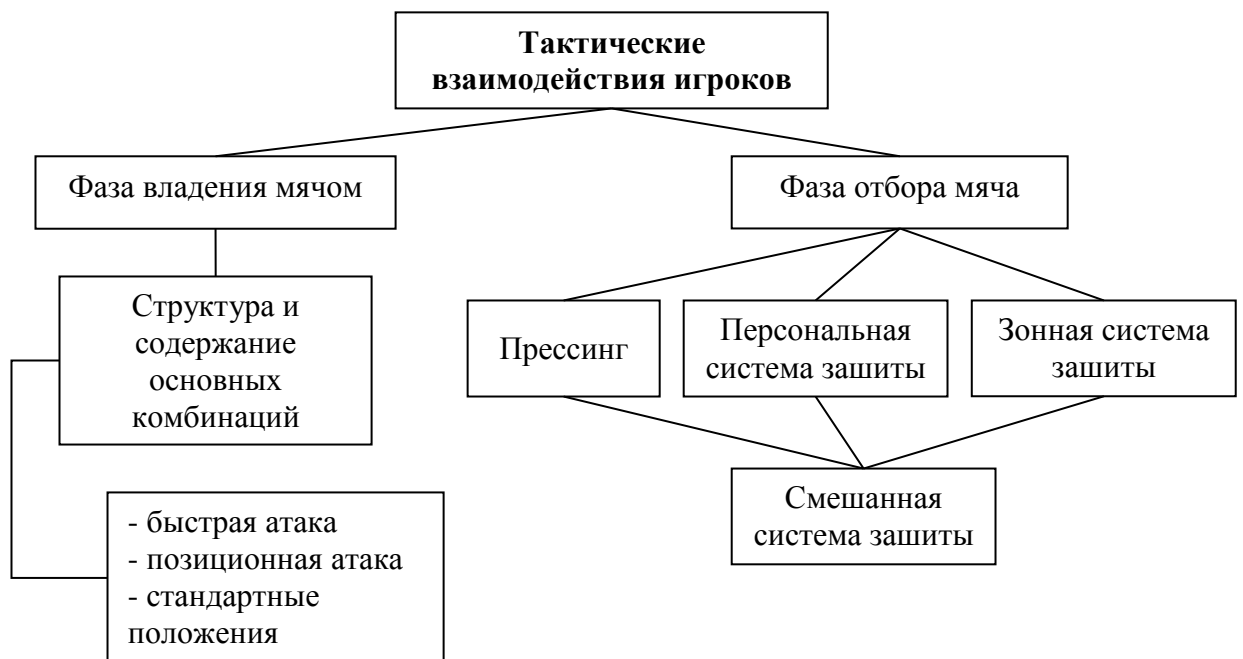 Тактические
взаимодействия игроков
Фаза владения мячом
Фаза отбора мяча
Структура и
содержание
основных
комбинаций
Прессинг
Персональная
система зашиты
Зонная система
зашиты
Смешанная
система зашиты
- быстрая атака
- позиционная атака
- стандартные
положения